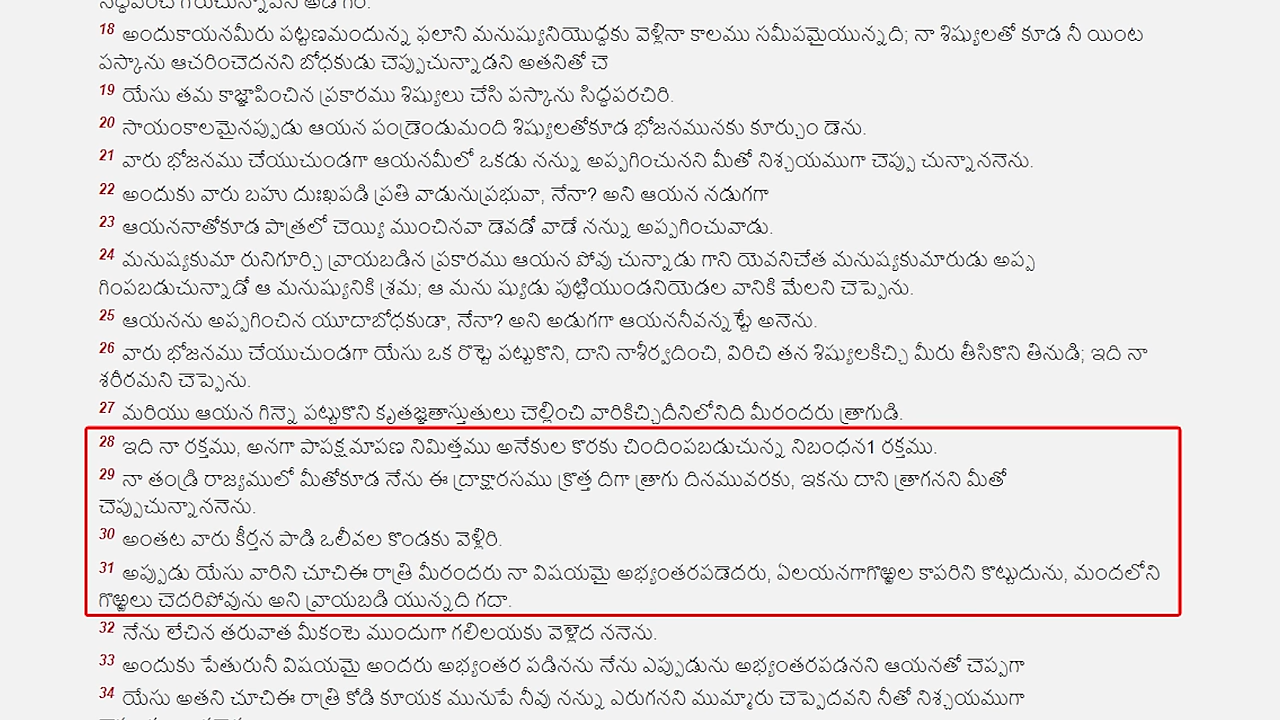 18 అందుకాయనమీరు పట్టణమందున్న ఫలాని మనుష్యునియొద్దకు వెళ్లినా కాలము సమీపమైయున్నది; నా శిష్యులతో కూడ నీ యింట
పస్కాను ఆచరించెదనని బోధకుడు చెప్పుచున్నాడని అతనితో చె
19 యేసు తమ కాజ్ఞాపించిన ప్రకారము శిష్యులు చేసి పస్కాను సిద్ధపరచిరి.
20 సాయంకాలమైనప్పుడు ఆయన పండ్రెండుమంది శిష్యులతోకూడ భోజనమునకు కూర్చుం డెను.
21 వారు భోజనము చేయుచుండగా ఆయనమీలో ఒకడు నన్ను అప్పగించునని మీతో నిశ్చయముగా చెప్పు చున్నాననెను.
22 అందుకు వారు బహు దుఃఖపడి ప్రతి వాడునుప్రభువా, నేనా? అని ఆయన నడుగగా
23 ఆయననాతోకూడ పాత్రలో చెయ్యి ముంచినవా డెవడో వాడే నన్ను అప్పగించువాడు.
24 మనుష్యకుమా రునిగూర్చి వ్రాయబడిన ప్రకారము ఆయన పోవు చున్నాడు గాని యెవనిచేత మనుష్యకుమారుడు అప్ప
గింపబడుచున్నాడో ఆ మనుష్యునికి శ్రమ; ఆ మను ష్యుడు పుట్టియుండనియెడల వానికి మేలని చెప్పెను.
25 ఆయనను అప్పగించిన యూదాబోధకుడా, నేనా? అని అడుగగా ఆయననీవన్నట్టే అనెను.
26 వారు భోజనము చేయుచుండగా యేసు ఒక రొట్టె పట్టుకొని, దాని నాశీర్వదించి, విరిచి తన శిష్యులకిచ్చి మీరు తీసికొని తినుడి; ఇది నా
శరీరమని చెప్పెను.
27 మరియు ఆయన గిన్నె పట్టుకొని కృతజ్ఞతాస్తుతులు చెల్లించి వారికిచ్చిదీనిలోనిది మీరందరు త్రాగుడి.
28 ఇది నా రక్తము, అనగా పాపక్షమాపణ నిమిత్తము అనేకుల కొరకు చిందింపబడుచున్న నిబంధన1 రక్తము.
29 నా తండ్రి రాజ్యములో మీతోకూడ నేను ఈ ద్రాక్షారసము క్రొత్త దిగా త్రాగు దినమువరకు, ఇకను దాని త్రాగనని మీతో
చెప్పుచున్నాననెను.
30 అంతట వారు కీర్తన పాడి ఒలీవల కొండకు వెళ్లిరి.
31 అప్పుడు యేసు వారిని చూచిఈ రాత్రి మీరందరు నా విషయమై అభ్యంతరపడెదరు, ఏలయనగాగొఱ్ఱల కాపరిని కొట్టుదును, మందలోని
గొఱ్ఱలు చెదరిపోవును అని వ్రాయబడి యున్నది గదా.
32 నేను లేచిన తరువాత మీకంటె ముందుగా గలిలయకు వెళ్లెద ననెను.
33 అందుకు పేతురునీ విషయమై అందరు అభ్యంతర పడినను నేను ఎప్పుడును అభ్యంతరపడనని ఆయనతో చెప్పగా
34 యేసు అతని చూచిఈ రాత్రి కోడి కూయక మునుపే నీవు నన్ను ఎరుగనని ముమ్మారు చెప్పెదవని నీతో నిశ్చయముగా